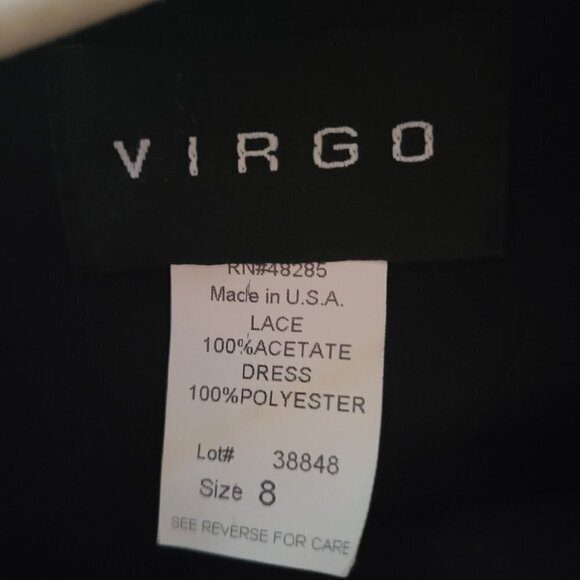 VIRGO
RN#48285
Made in U.S.A.
LACE
100%ACETATE
DRESS
100%POLYESTER
Lot# 38848
Size 8
SEE REVERSE FOR CARE